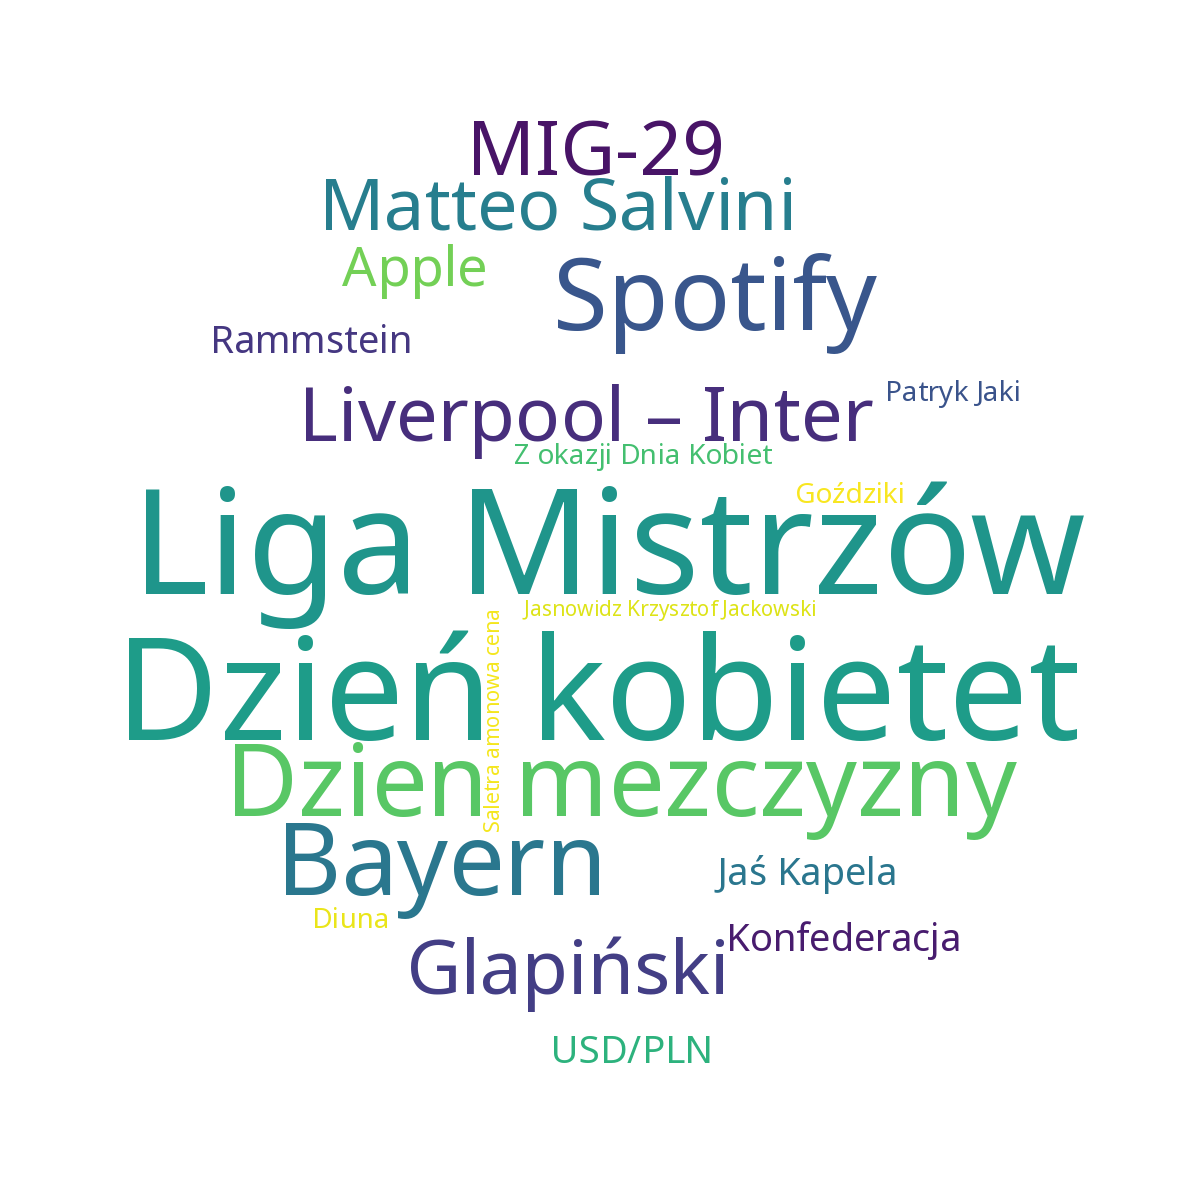 MIG-29
Matteo Salvini
Apple
Spotify
Rammstein
Patryk Jaki
Liverpool – Inter
Z okazji Dnia Kobiet
Goździki
Liga Mistrzów
Jasnowidz Krzysztof Jackowski
Saletra amonowa cena
Dzień kobietet
Dzien mezczyzny
Bayern
Jaś Kapela
Diuna
Konfederacja
Glapiński
USD/PLN